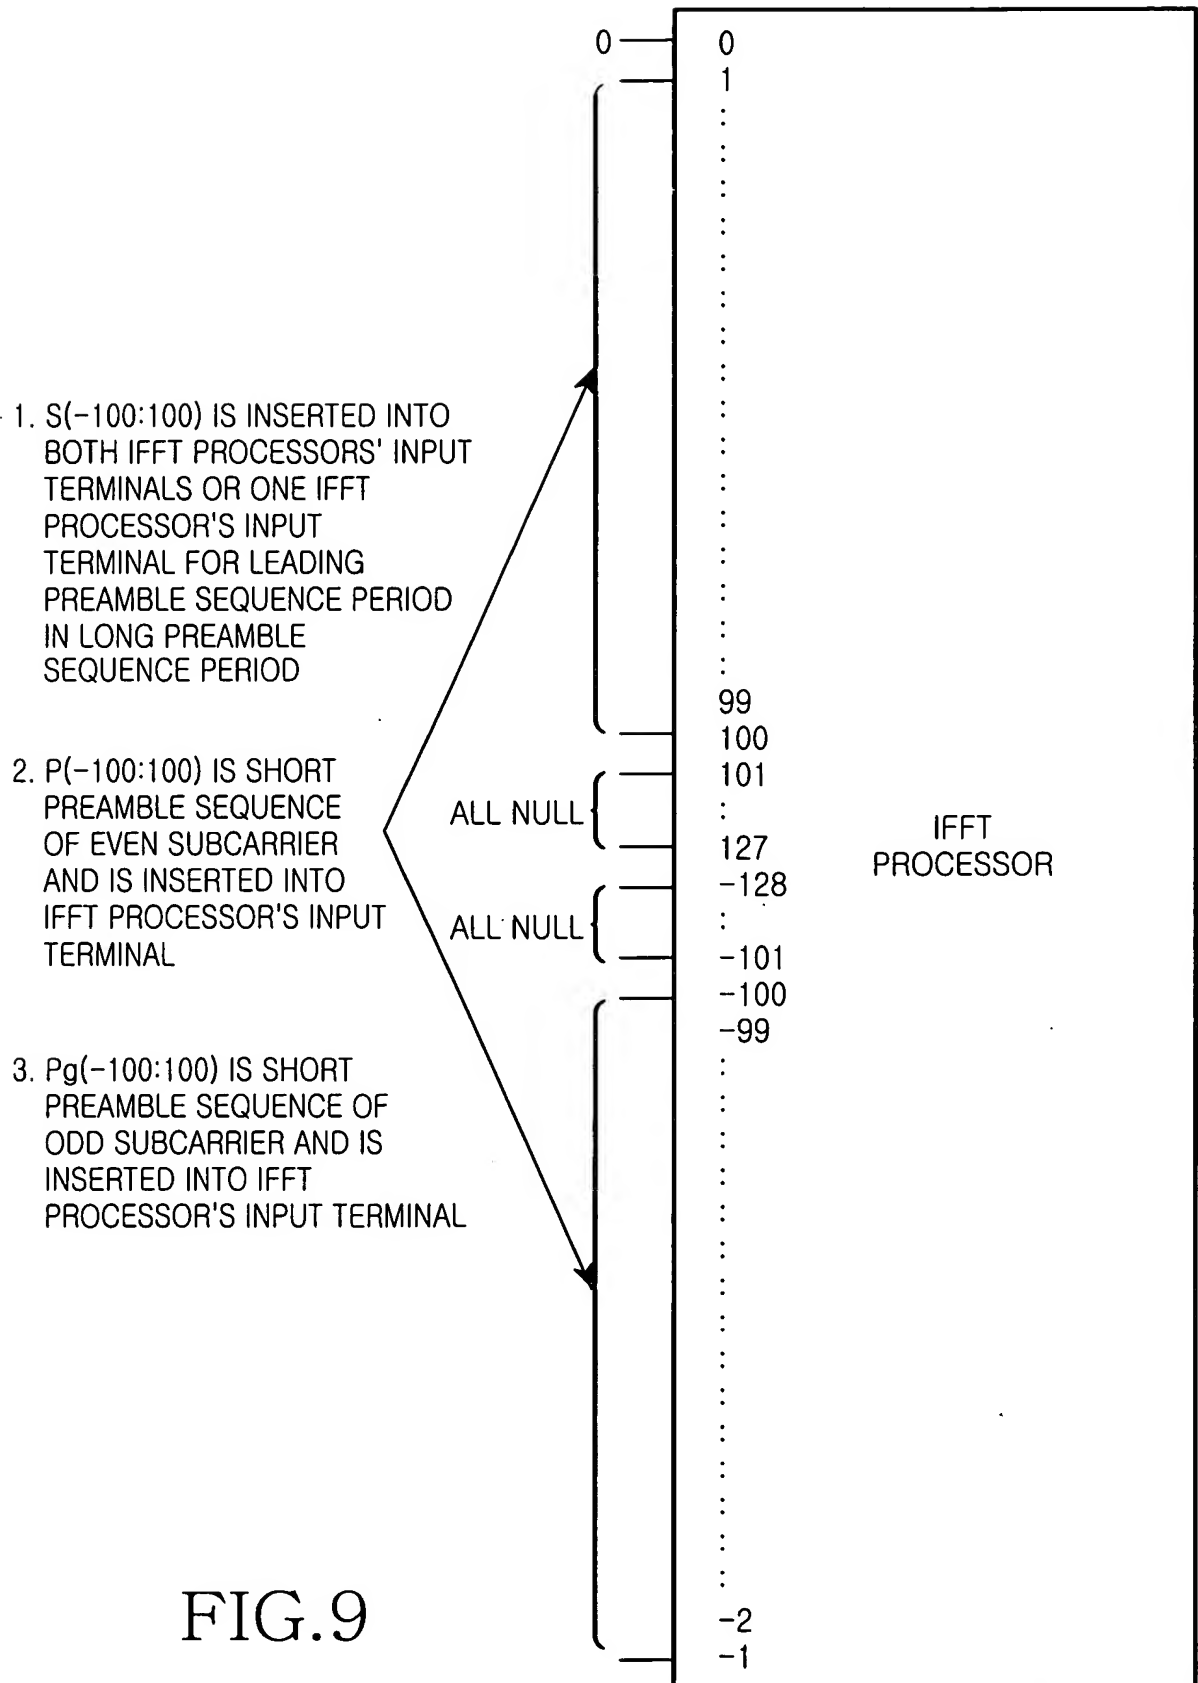 0
0
1
1. S(-100:100) IS INSERTED INTO
BOTH IFFT PROCESSORS' INPUT
TERMINALS OR ONE IFFT
PROCESSOR'S INPUT
TERMINAL FOR LEADING
PREAMBLE SEQUENCE PERIOD
IN LONG PREAMBLE
SEQUENCE PERIOD
99
100
2. P(-100:100) IS SHORT
PREAMBLE SEQUENCE
OF EVEN SUBCARRIER
AND IS INSERTED INTO
IFFT PROCESSOR'S INPUT
TERMINAL
101
ALL NULL
127
-128
ALL NULL
-101
-100
-99
IFFT
PROCESSOR
3. Pg(-100:100) IS SHORT
PREAMBLE SEQUENCE OF
ODD SUBCARRIER AND IS
INSERTED INTO IFFT
PROCESSOR'S INPUT TERMINAL
-2
-1
FIG.9